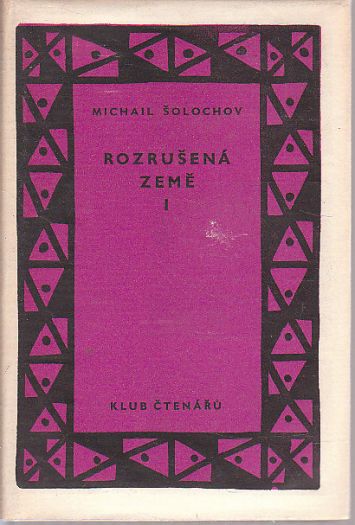 MICHAIL ŠOLOCHOV
ROZRUŠENÁ
ZEMĚ
I
KLUB ČTENÁŘŮ